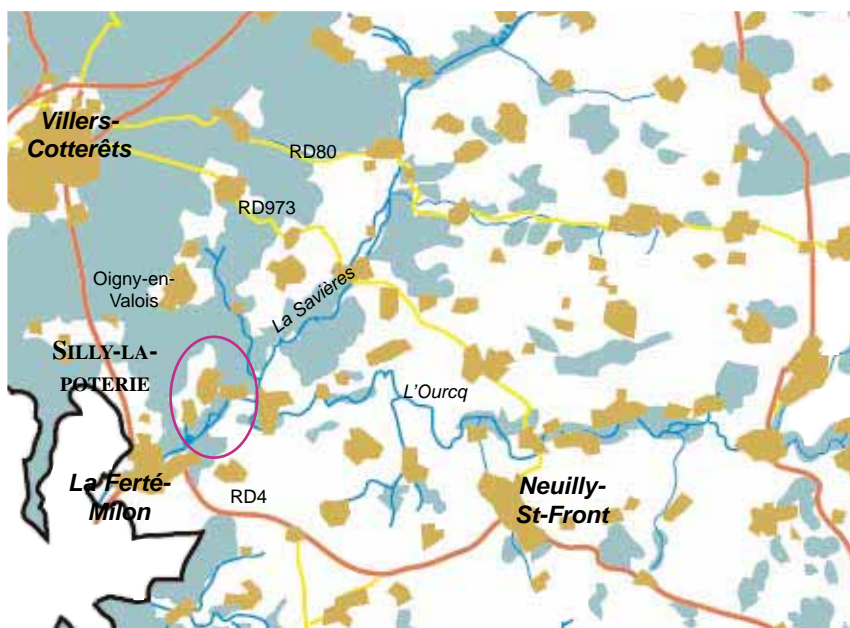 Villers-
Cotterêts
RD80
RD973
Oigny-en-
Valois
La Savières
SILLY-LA-
POTERIE
L'Ourcq
La Ferté-
Milon
RD4
Neuilly-
St-Front